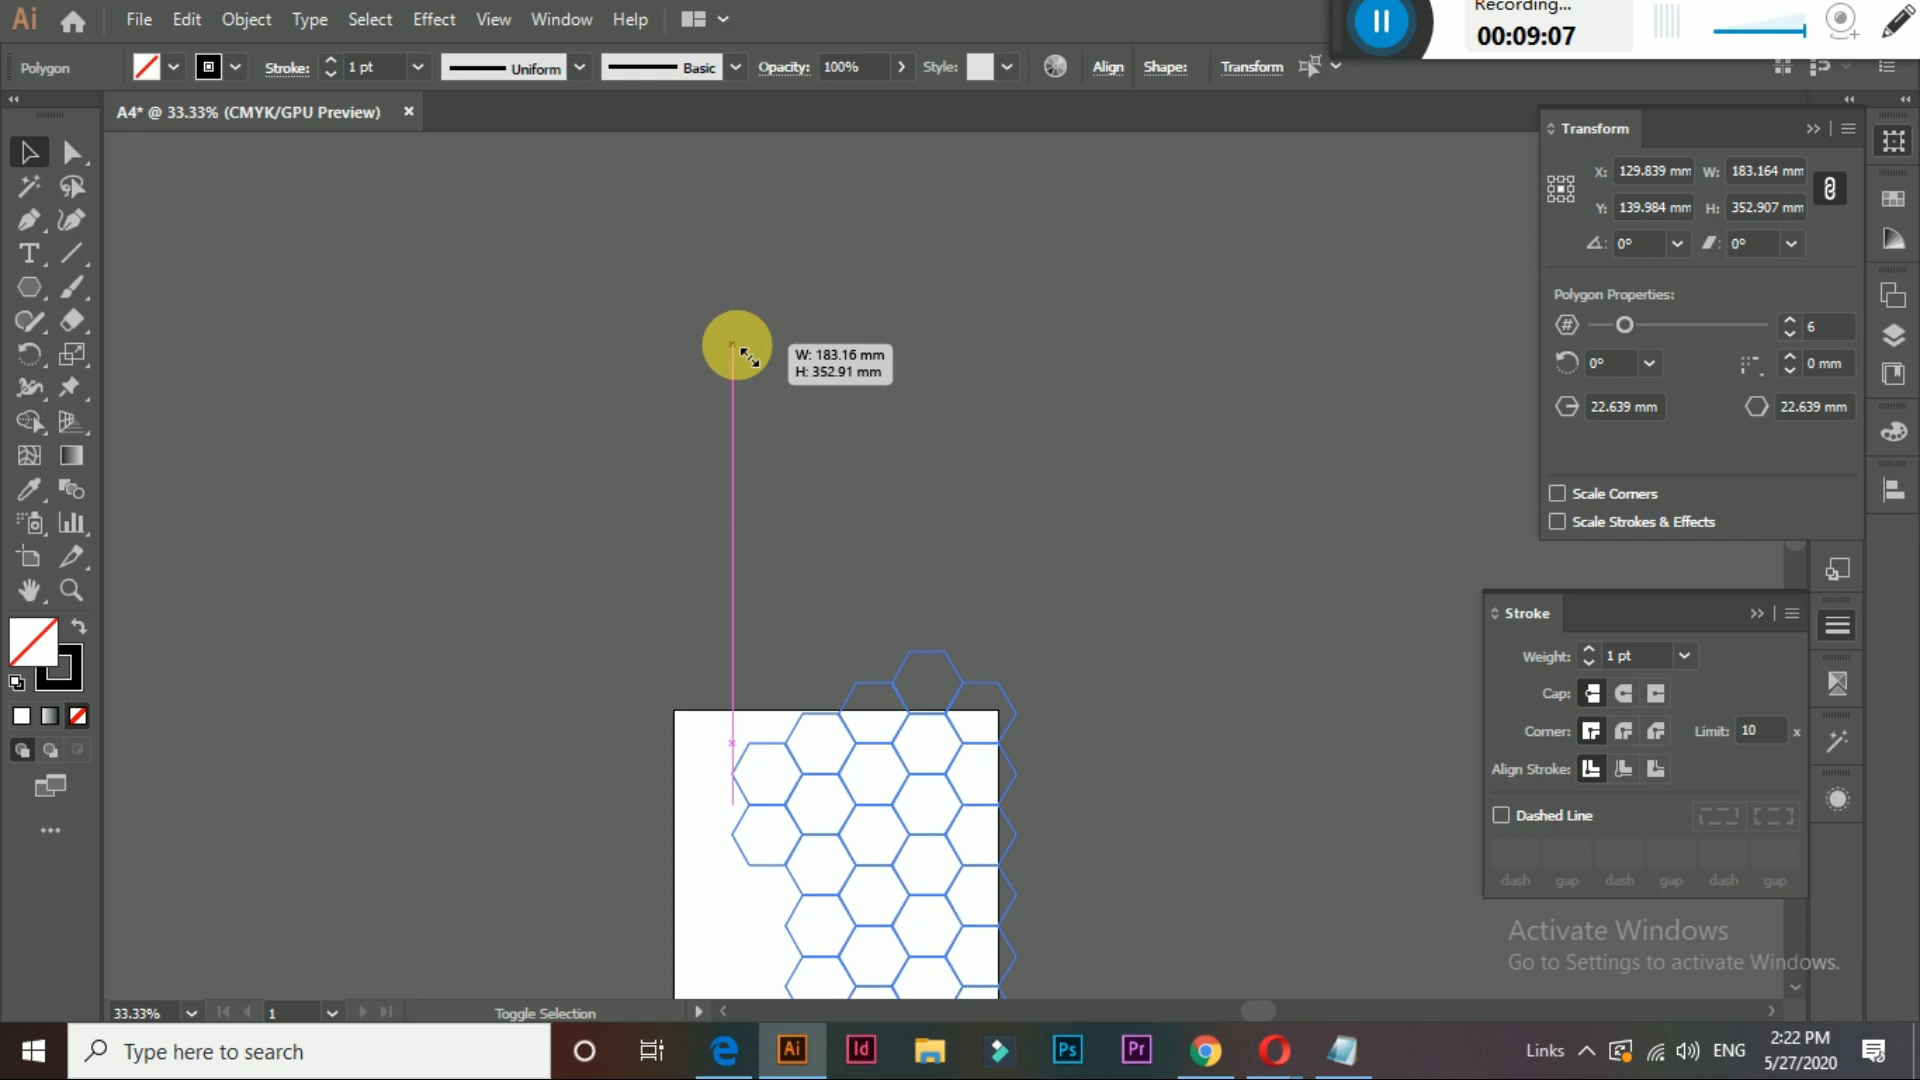 Ai File Edit Object Type Select Effect View Window Help
Recording...
00:09:07
Polygon Stroke: 1 pt Uniform Basic Opacity: 100% Style: Align Shape: Transform
A4* @ 33.33% (CMYK/GPU Preview) ×
Transform
X: 129.839 mm W: 183.164 mm
Y: 139.984 mm H: 352.907 mm
0° 0°
Polygon Properties:
6
0° 0 mm
22.639 mm 22.639 mm
Scale Corners
Scale Strokes & Effects
W: 183.16 mm
H: 352.91 mm
Stroke
Weight: 1 pt
Cap:
Corner: Limit: 10 x
Align Stroke:
Dashed Line
dash gap dash gap dash gap
Activate Windows
Go to Settings to activate Windows.
33.33% 1 Toggle Selection
Type here to search
Ai Id Ps Pr
Links ENG
2:22 PM
5/27/2020